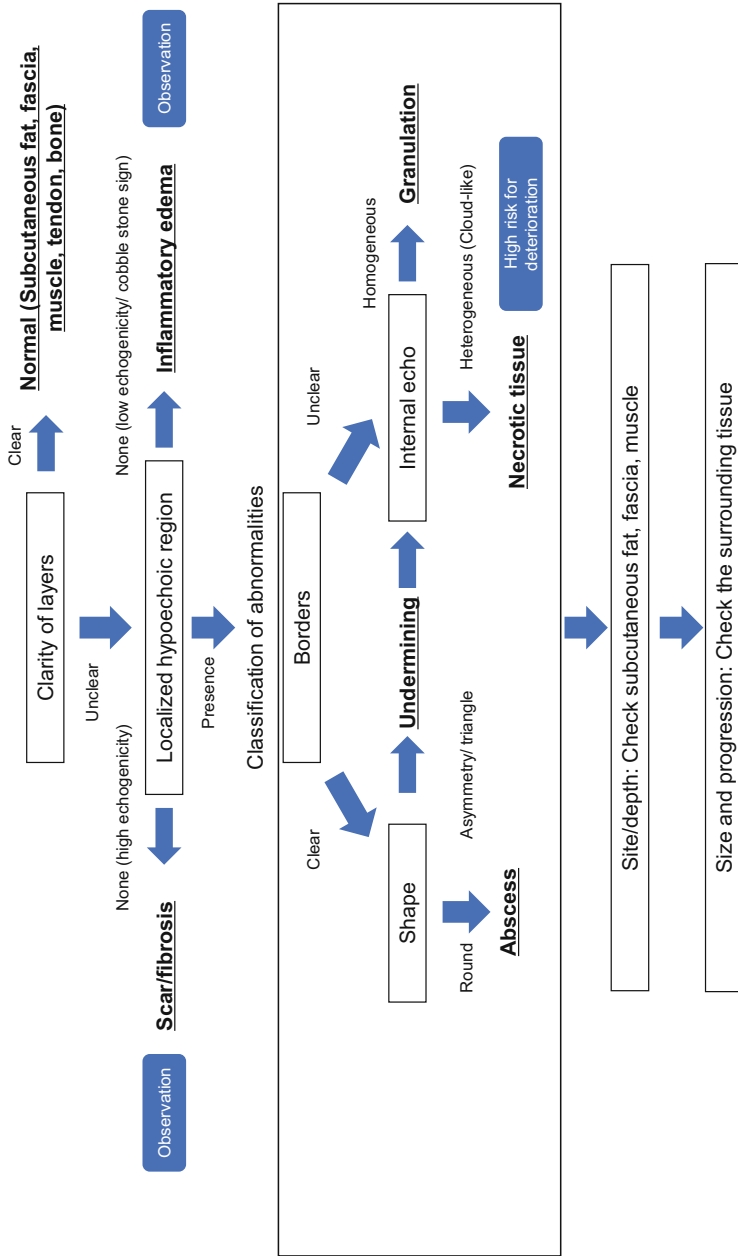 Clarity of layers
Clear
Normal (Subcutaneous fat, fascia,
muscle, tendon, bone)
Unclear
None (high echogenicity)
None (low echogenicity/ cobble stone sign)
Observation
Scar/fibrosis
Localized hypoechoic region
Inflammatory edema
Observation
Presence
Classification of abnormalities
Borders
Clear
Unclear
Homogeneous
Shape
Undermining
Internal echo
Granulation
Round
Asymmetry/ triangle
Heterogeneous (Cloud-like)
Abscess
Necrotic tissue
High risk for
deterioration
Site/depth: Check subcutaneous fat, fascia, muscle
Size and progression: Check the surrounding tissue